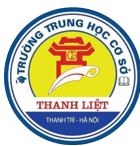 TRƯỜNG TRUNG HỌC CƠ SỞ
THANH LIỆT
THANH TRÌ - HÀ NỘI